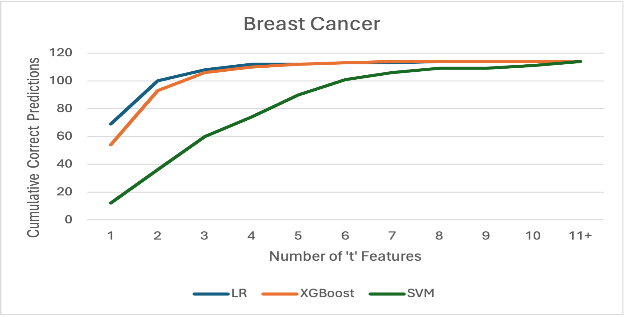 Breast Cancer
Cumulative Correct Predictions
120
100
80
60
40
20
0
1 2 3 4 5 6 7 8 9 10 11+
Number of 't' Features
LR XGBoost SVM